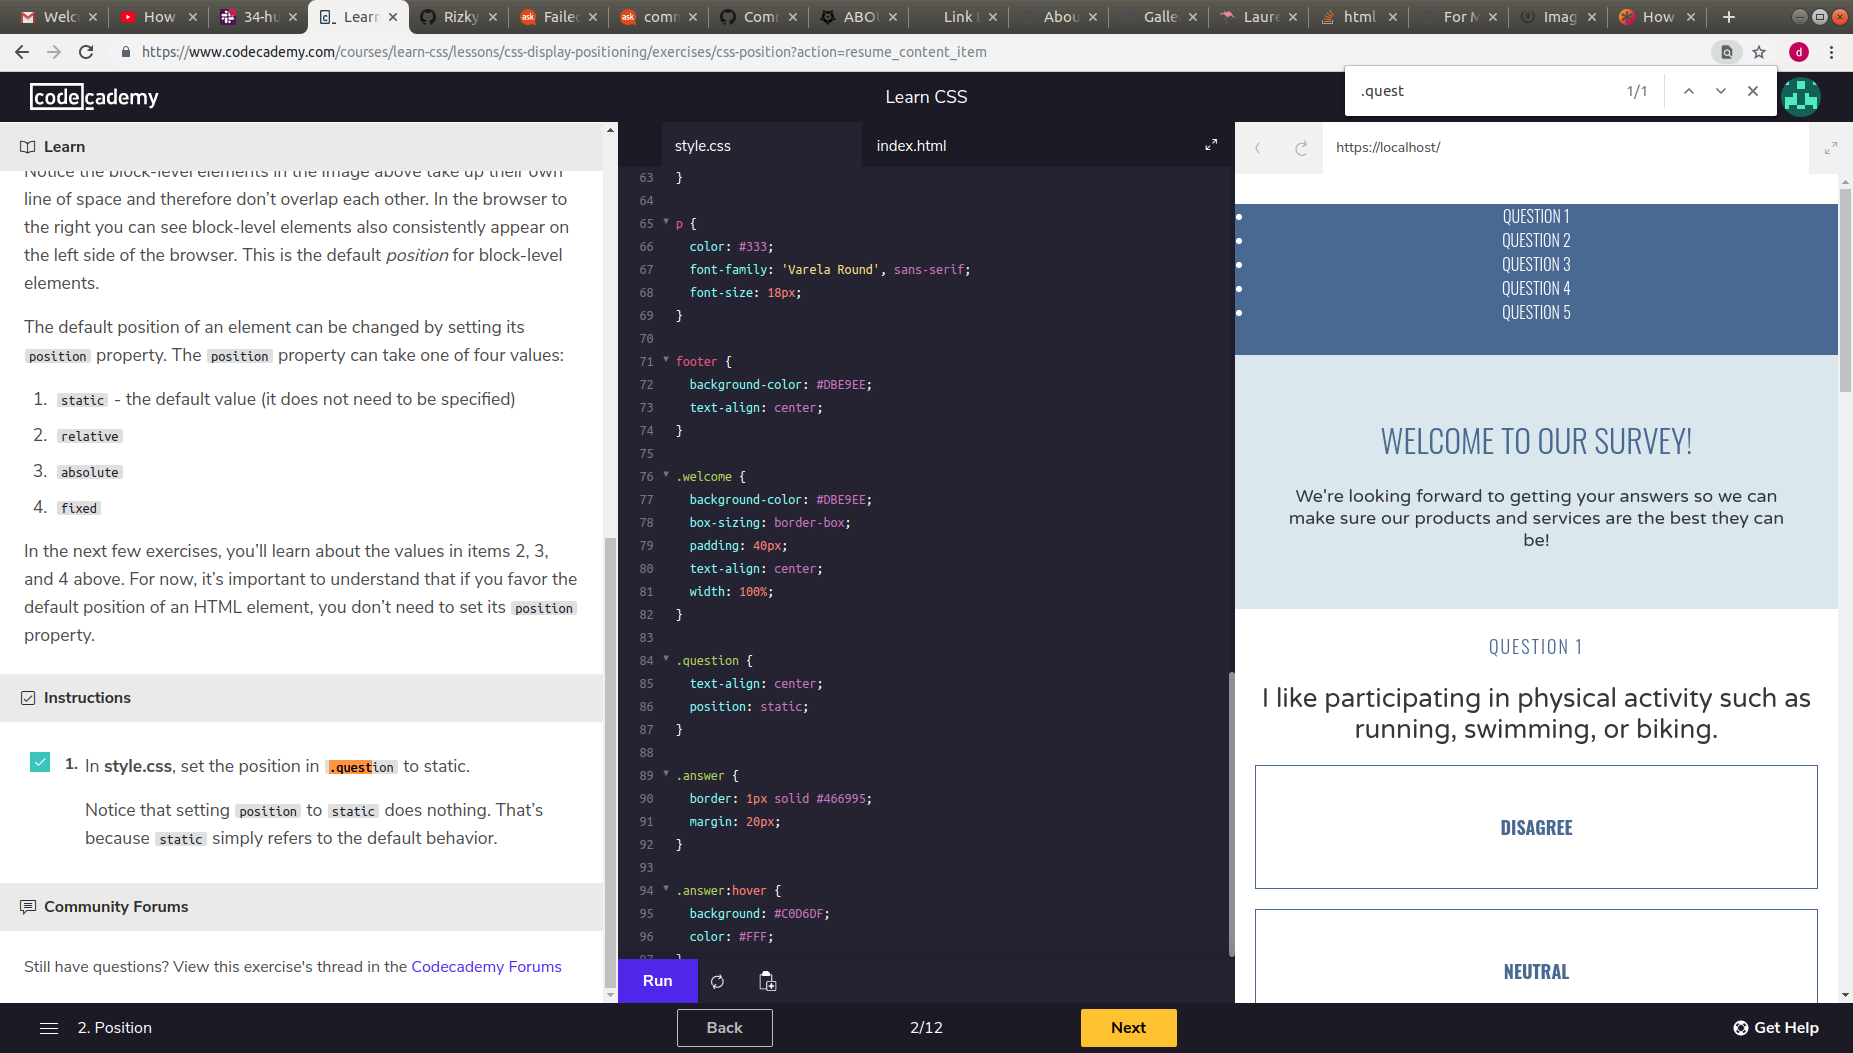 Welc
How
34-hu
Learn
Rizky
Failed
comm
Comm
ABOU
Link
Abou
Galle
Laure
html
For M
Imag
How
https://www.codecademy.com/courses/learn-css/lessons/css-display-positioning/exercises/css-position?action=resume_content_item
d
.quest
1/1
codecademy
Learn CSS
Learn
Notice the block-level elements in the image above take up their own
line of space and therefore don’t overlap each other. In the browser to
the right you can see block-level elements also consistently appear on
the left side of the browser. This is the default position for block-level
elements.
The default position of an element can be changed by setting its
position property. The position property can take one of four values:
1. static - the default value (it does not need to be specified)
2. relative
3. absolute
4. fixed
In the next few exercises, you’ll learn about the values in items 2, 3,
and 4 above. For now, it’s important to understand that if you favor the
default position of an HTML element, you don’t need to set its position
property.
Instructions
1. In style.css, set the position in .question to static.
Notice that setting position to static does nothing. That’s
because static simply refers to the default behavior.
Community Forums
Still have questions? View this exercise's thread in the Codecademy Forums
style.css
index.html
63 }
64
65 p {
66 color: #333;
67 font-family: 'Varela Round', sans-serif;
68 font-size: 18px;
69 }
70
71 footer {
72 background-color: #DBE9EE;
73 text-align: center;
74 }
75
76 .welcome {
77 background-color: #DBE9EE;
78 box-sizing: border-box;
79 padding: 40px;
80 text-align: center;
81 width: 100%;
82 }
83
84 .question {
85 text-align: center;
86 position: static;
87 }
88
89 .answer {
90 border: 1px solid #466995;
91 margin: 20px;
92 }
93
94 .answer:hover {
95 background: #C0D6DF;
96 color: #FFF;
97 }
Run
https://localhost/
QUESTION 1
QUESTION 2
QUESTION 3
QUESTION 4
QUESTION 5
WELCOME TO OUR SURVEY!
We're looking forward to getting your answers so we can
make sure our products and services are the best they can
be!
QUESTION 1
I like participating in physical activity such as
running, swimming, or biking.
DISAGREE
NEUTRAL
2. Position
Back
2/12
Next
Get Help